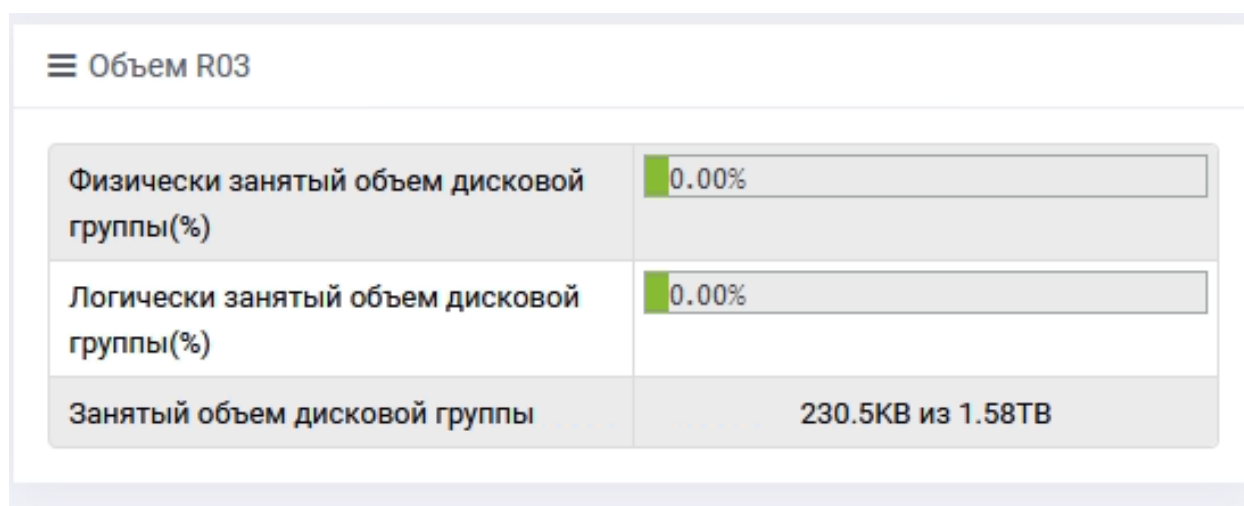 Объем R03
Физически занятый объем дисковой
группы(%)
0.00%
Логически занятый объем дисковой
группы(%)
0.00%
Занятый объем дисковой группы
230.5KB из 1.58TB